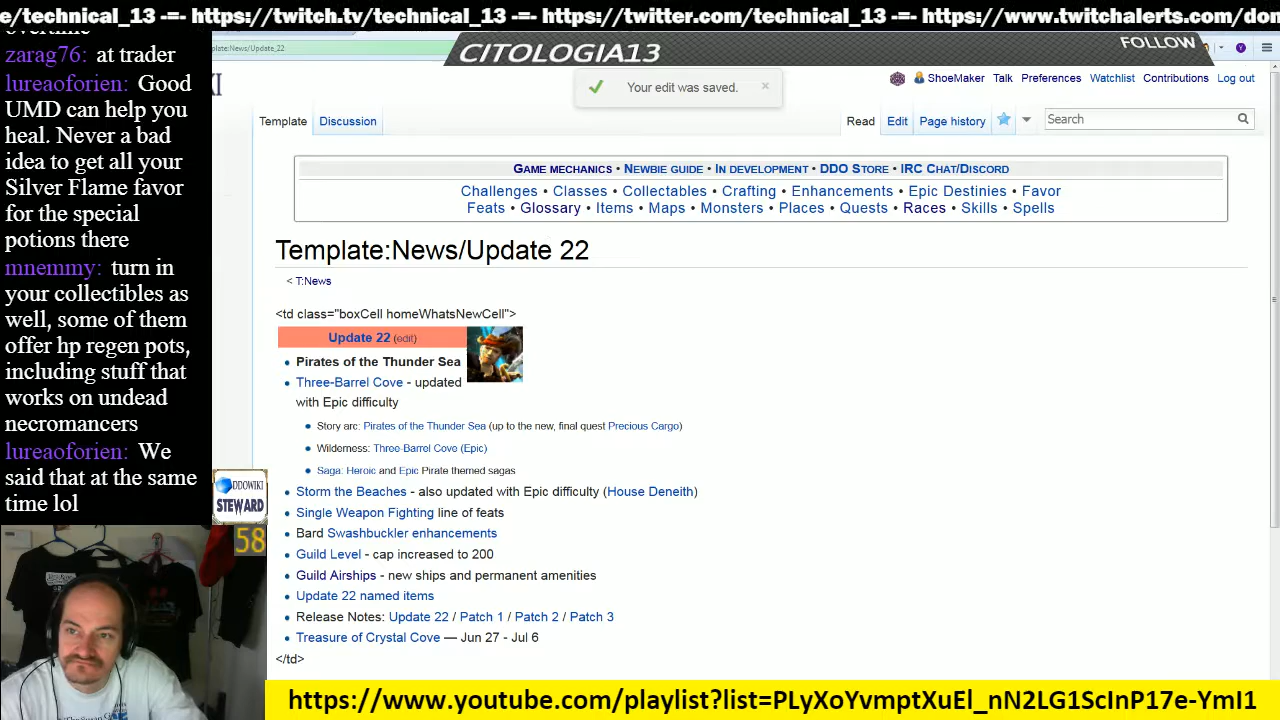 e/technical_13 -=- https://twitch.tv/technical_13 -=- https://twitter.com/technical_13 -=- https://www.twitchalerts.com/don
overtime
zarag76: at trader
lureaoforien: Good
UMD can help you
heal. Never a bad
idea to get all your
Silver Flame favor
for the special
potions there
mnemmy: turn in
your collectibles as
well, some of them
offer hp regen pots,
including stuff that
works on undead
necromancers
lureaoforien: We
said that at the same
time lol
Template:News/Update_22
CITOLOGIA13
FOLLOW
Your edit was saved. ×
ShoeMaker Talk Preferences Watchlist Contributions Log out
Template Discussion
Read Edit Page history
Search
GAME MECHANICS • NEWBIE GUIDE • IN DEVELOPMENT • DDO STORE • IRC CHAT/DISCORD
Challenges • Classes • Collectables • Crafting • Enhancements • Epic Destinies • Favor
Feats • Glossary • Items • Maps • Monsters • Places • Quests • Races • Skills • Spells
Template:News/Update 22
< T:News
<td class="boxCell homeWhatsNewCell">
Update 22 (edit)
• Pirates of the Thunder Sea
• Three-Barrel Cove - updated
with Epic difficulty
• Story arc: Pirates of the Thunder Sea (up to the new, final quest Precious Cargo)
• Wilderness: Three-Barrel Cove (Epic)
• Saga: Heroic and Epic Pirate themed sagas
• Storm the Beaches - also updated with Epic difficulty (House Deneith)
• Single Weapon Fighting line of feats
• Bard Swashbuckler enhancements
• Guild Level - cap increased to 200
• Guild Airships - new ships and permanent amenities
• Update 22 named items
• Release Notes: Update 22 / Patch 1 / Patch 2 / Patch 3
• Treasure of Crystal Cove — Jun 27 - Jul 6
</td>
DDOWIKI
STEWARD
58
https://www.youtube.com/playlist?list=PLyXoYvmptXuEl_nN2LG1ScInP17e-YmI1